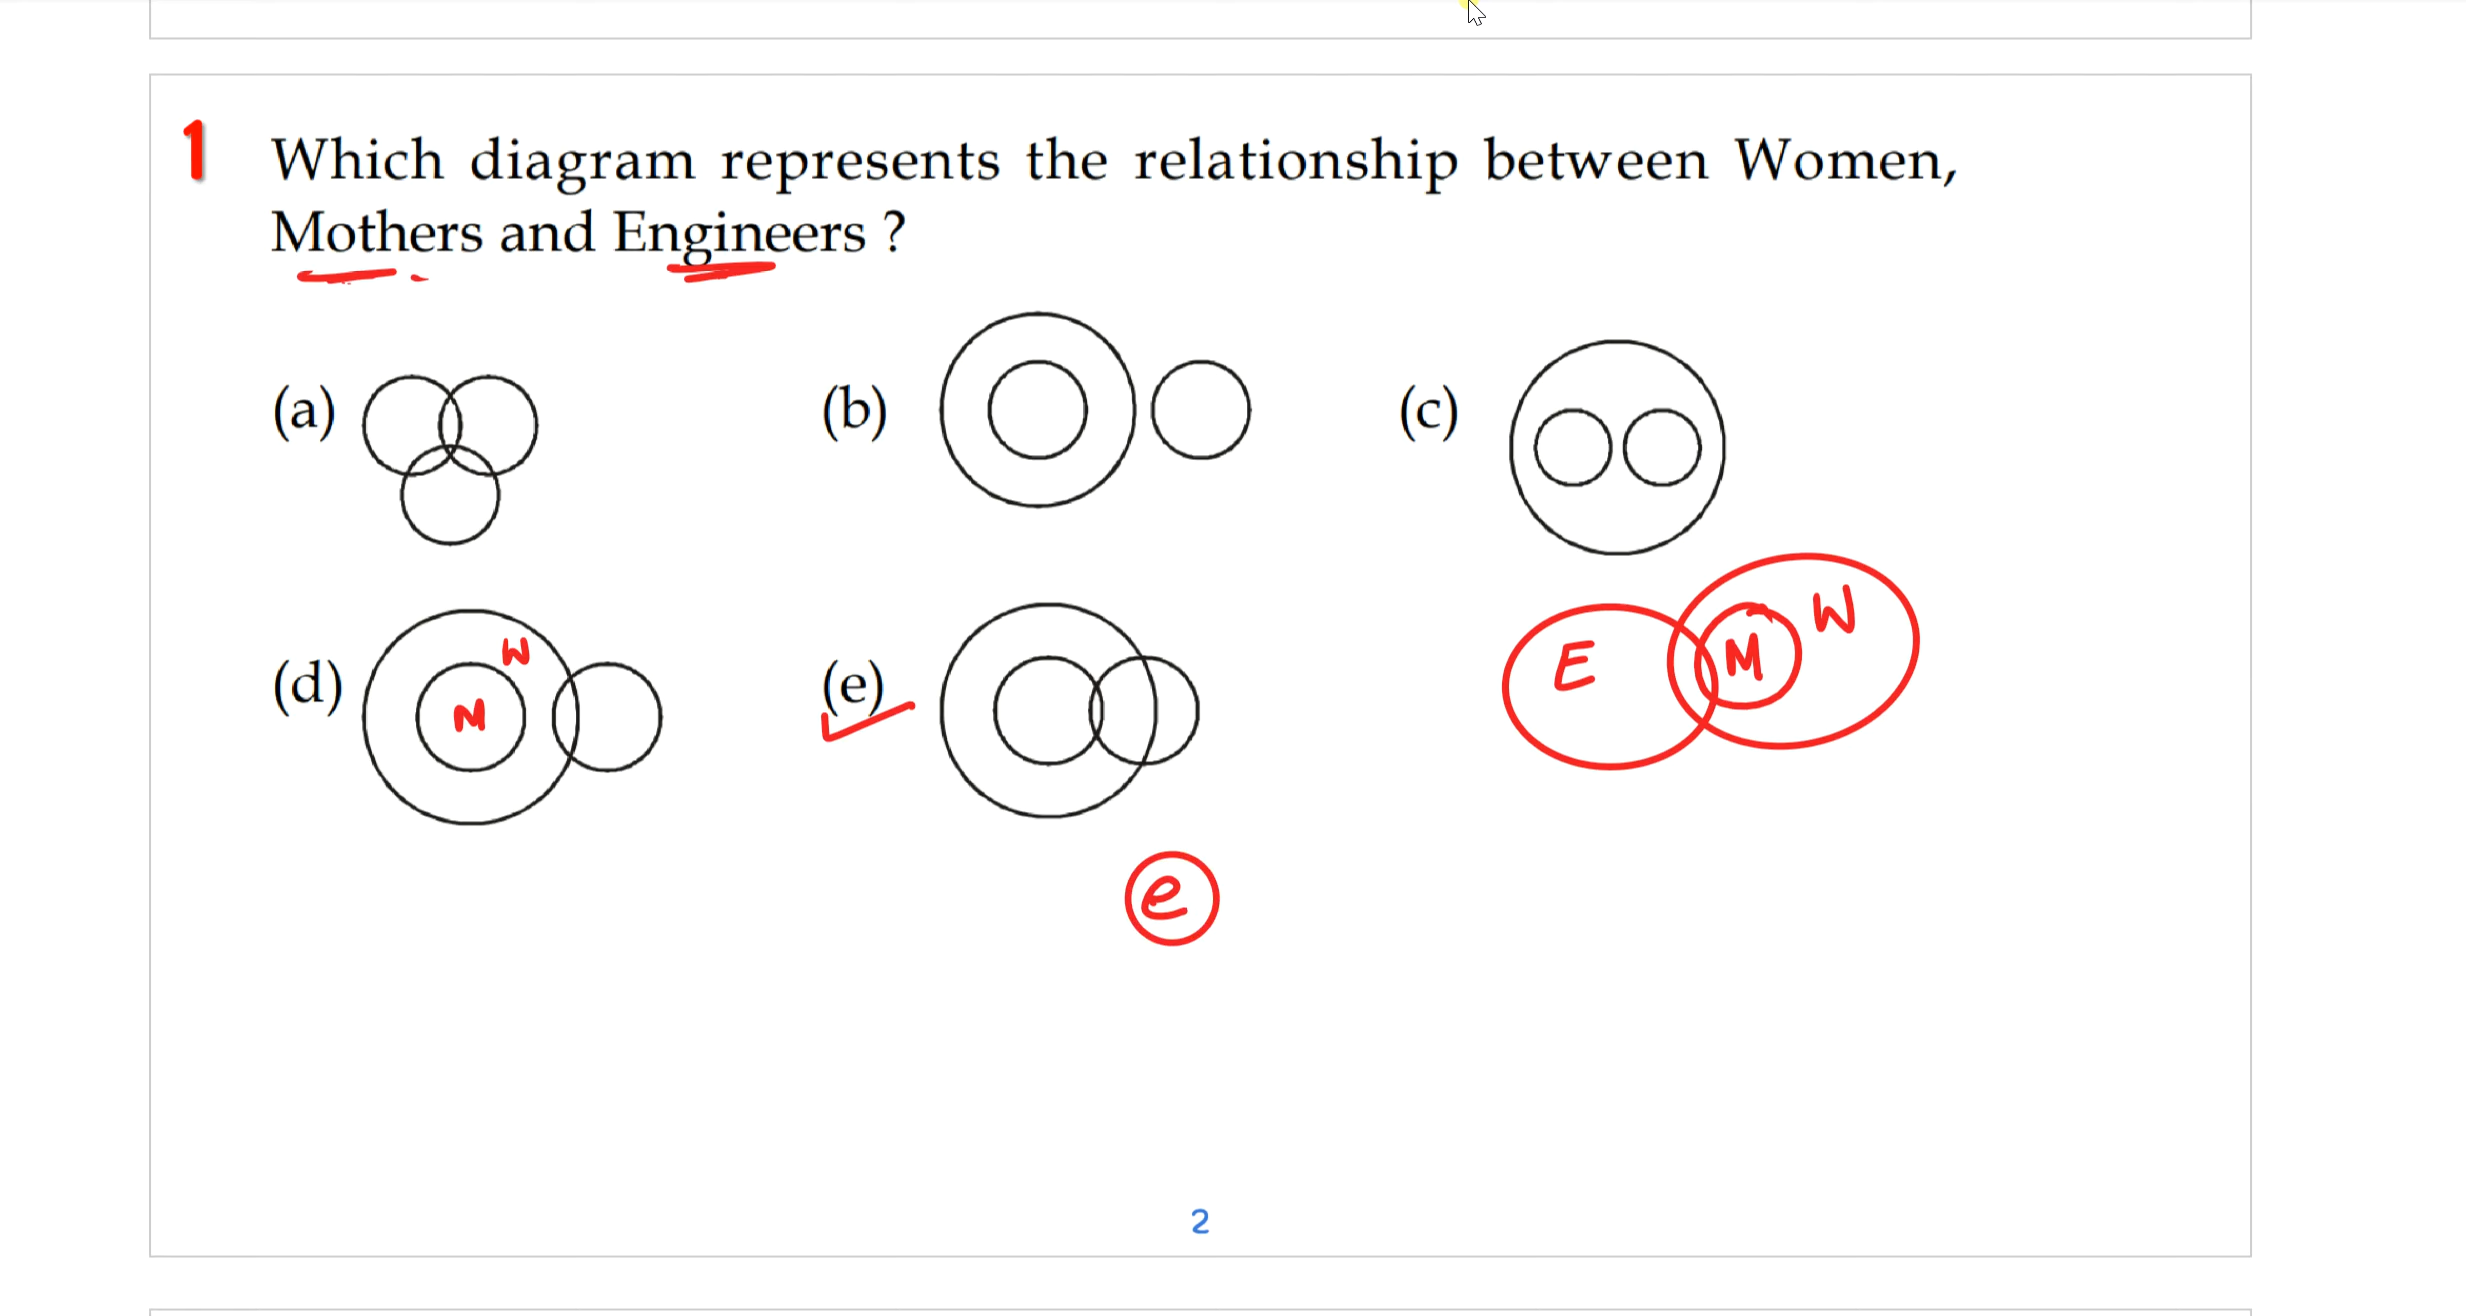 1 Which diagram represents the relationship between Women,
Mothers and Engineers ?
(a) (b) (c)
(d) W M (e) E M W
e
2